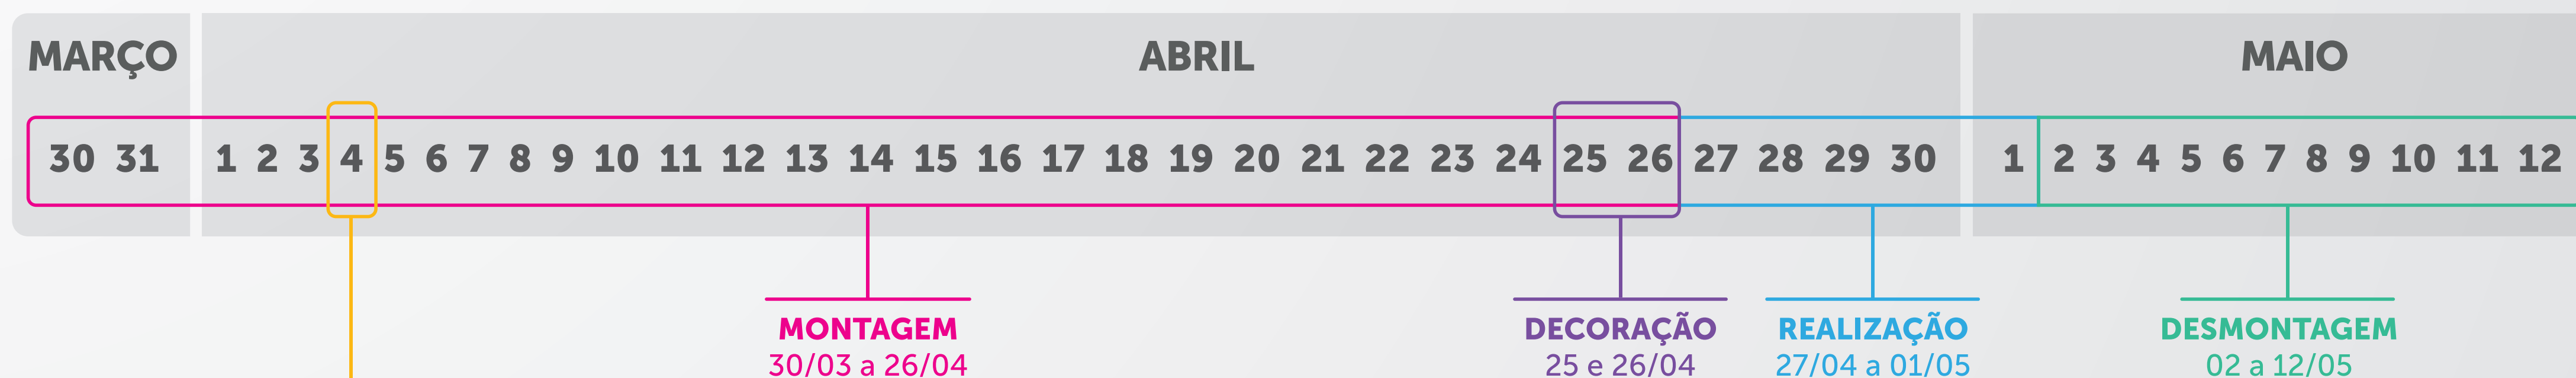 MARÇO ABRIL MAIO
30 31 1 2 3 4 5 6 7 8 9 10 11 12 13 14 15 16 17 18 19 20 21 22 23 24 25 26 27 28 29 30 1 2 3 4 5 6 7 8 9 10 11 12
MONTAGEM DECORAÇÃO REALIZAÇÃO DESMONTAGEM
30/03 a 26/04 25 e 26/04 27/04 a 01/05 02 a 12/05